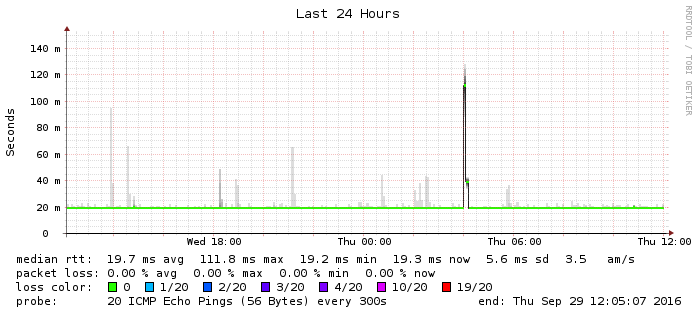 Last 24 Hours
RRDTOOL / TOBI OETIKER
Seconds
140 m
120 m
100 m
80 m
60 m
40 m
20 m
0
Wed 18:00 Thu 00:00 Thu 06:00 Thu 12:00
median rtt: 19.7 ms avg 111.8 ms max 19.2 ms min 19.3 ms now 5.6 ms sd 3.5 am/s
packet loss: 0.00 % avg 0.00 % max 0.00 % min 0.00 % now
loss color: 0 1/20 2/20 3/20 4/20 10/20 19/20
probe: 20 ICMP Echo Pings (56 Bytes) every 300s end: Thu Sep 29 12:05:07 2016